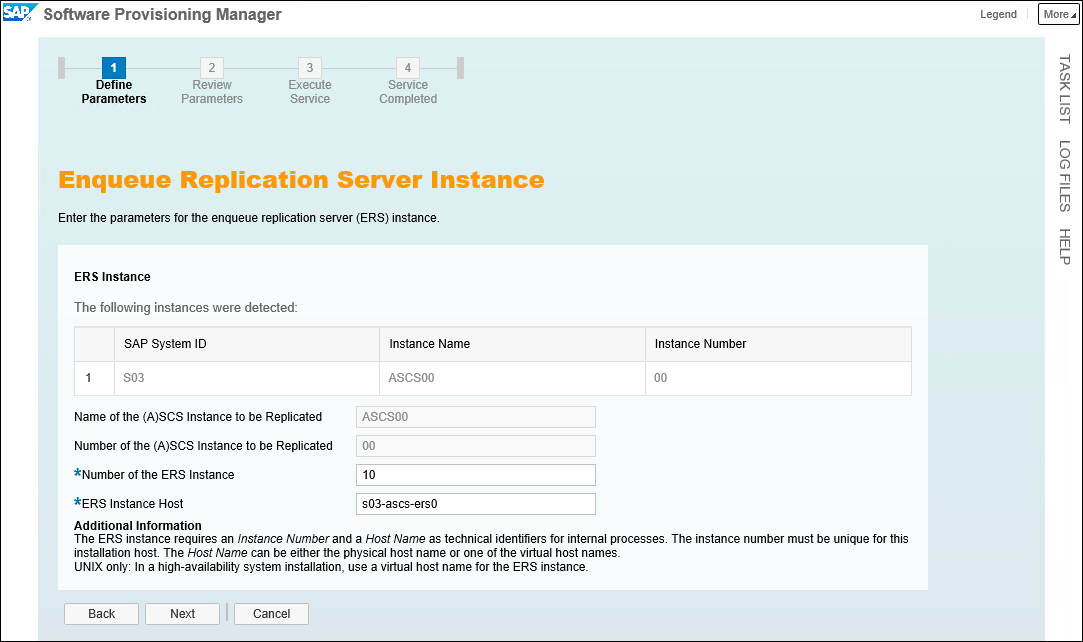 SAP Software Provisioning Manager
Legend
More
1
2
3
4
Define
Parameters
Review
Parameters
Execute
Service
Service
Completed
TASK LIST
LOG FILES
HELP
Enqueue Replication Server Instance
Enter the parameters for the enqueue replication server (ERS) instance.
ERS Instance
The following instances were detected:
SAP System ID Instance Name Instance Number
1 S03 ASCS00 00
Name of the (A)SCS Instance to be Replicated ASCS00
Number of the (A)SCS Instance to be Replicated 00
*Number of the ERS Instance 10
*ERS Instance Host s03-ascs-ers0
Additional Information
The ERS instance requires an Instance Number and a Host Name as technical identifiers for internal processes. The instance number must be unique for this
installation host. The Host Name can be either the physical host name or one of the virtual host names.
UNIX only: In a high-availability system installation, use a virtual host name for the ERS instance.
Back Next Cancel